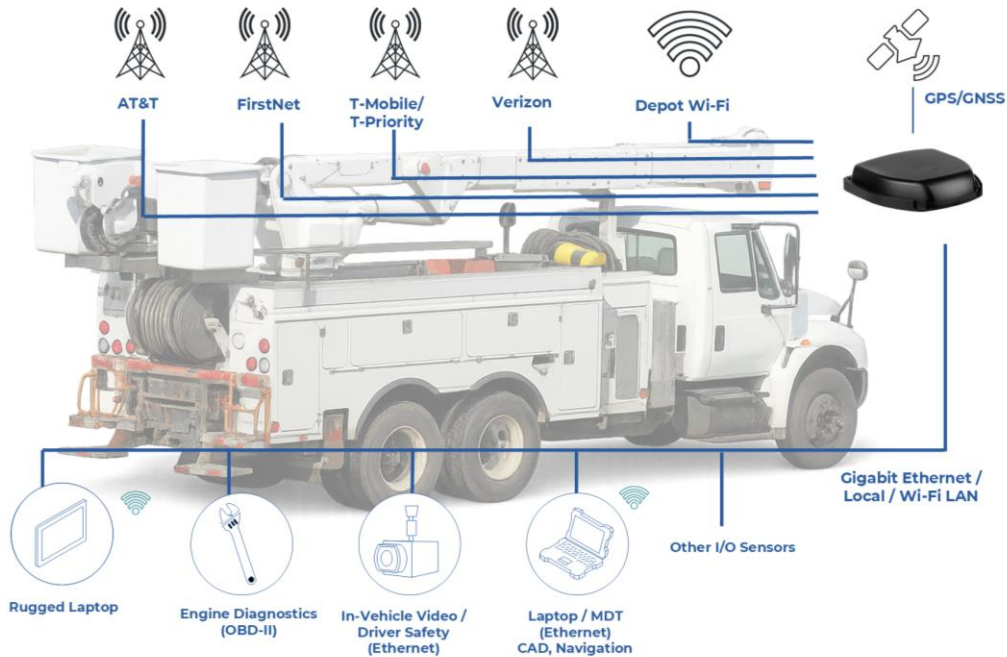 AT&T
FirstNet
T-Mobile/
T-Priority
Verizon
Depot Wi-Fi
GPS/GNSS
Gigabit Ethernet /
Local / Wi-Fi LAN
Rugged Laptop
Engine Diagnostics
(OBD-II)
In-Vehicle Video /
Driver Safety
(Ethernet)
Laptop / MDT
(Ethernet)
CAD, Navigation
Other I/O Sensors